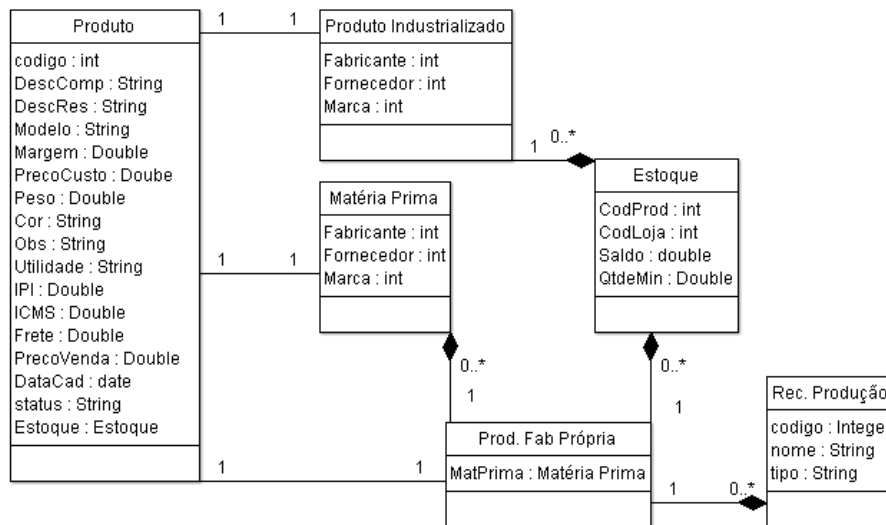 Produto
codigo : int
DescComp : String
DescRes : String
Modelo : String
Margem : Double
PrecoCusto : Doube
Peso : Double
Cor : String
Obs : String
Utilidade : String
IPI : Double
ICMS : Double
Frete : Double
PrecoVenda : Double
DataCad : date
status : String
Estoque : Estoque
1
1
Produto Industrializado
Fabricante : int
Fornecedor : int
Marca : int
1
0..*
Estoque
CodProd : int
CodLoja : int
Saldo : double
QtdeMin : Double
1
1
Matéria Prima
Fabricante : int
Fornecedor : int
Marca : int
0..*
1
0..*
1
1
1
Prod. Fab Própria
MatPrima : Matéria Prima
1
0..*
Rec. Produção
codigo : Intege
nome : String
tipo : String